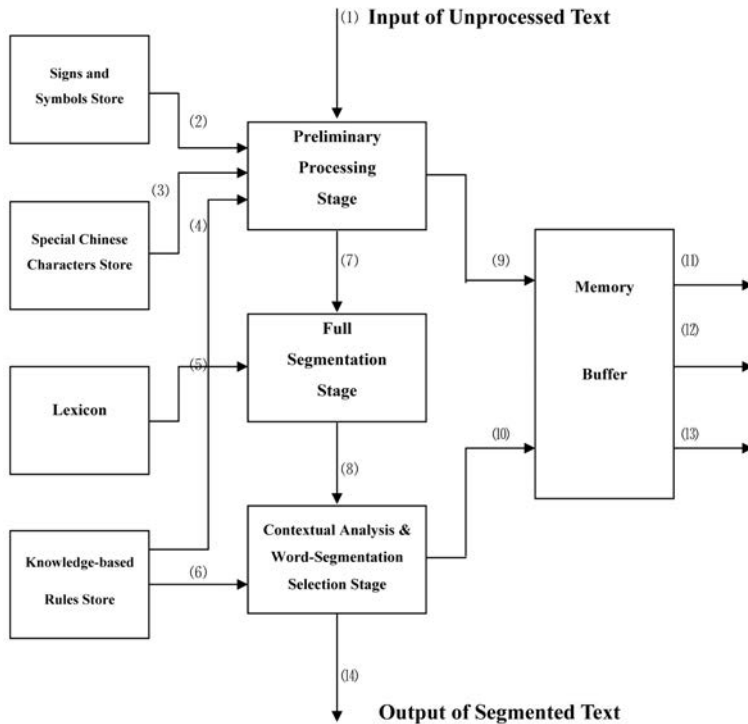 (1) Input of Unprocessed Text
Signs and
Symbols Store
(2)
Preliminary
Processing
Stage
(3)
Special Chinese
Characters Store
(4)
(7)
(9)
Memory
Buffer
(11)
(12)
(13)
Full
Segmentation
Stage
(5)
Lexicon
(8)
(10)
Contextual Analysis &
Word-Segmentation
Selection Stage
Knowledge-based
Rules Store
(6)
(14)
Output of Segmented Text